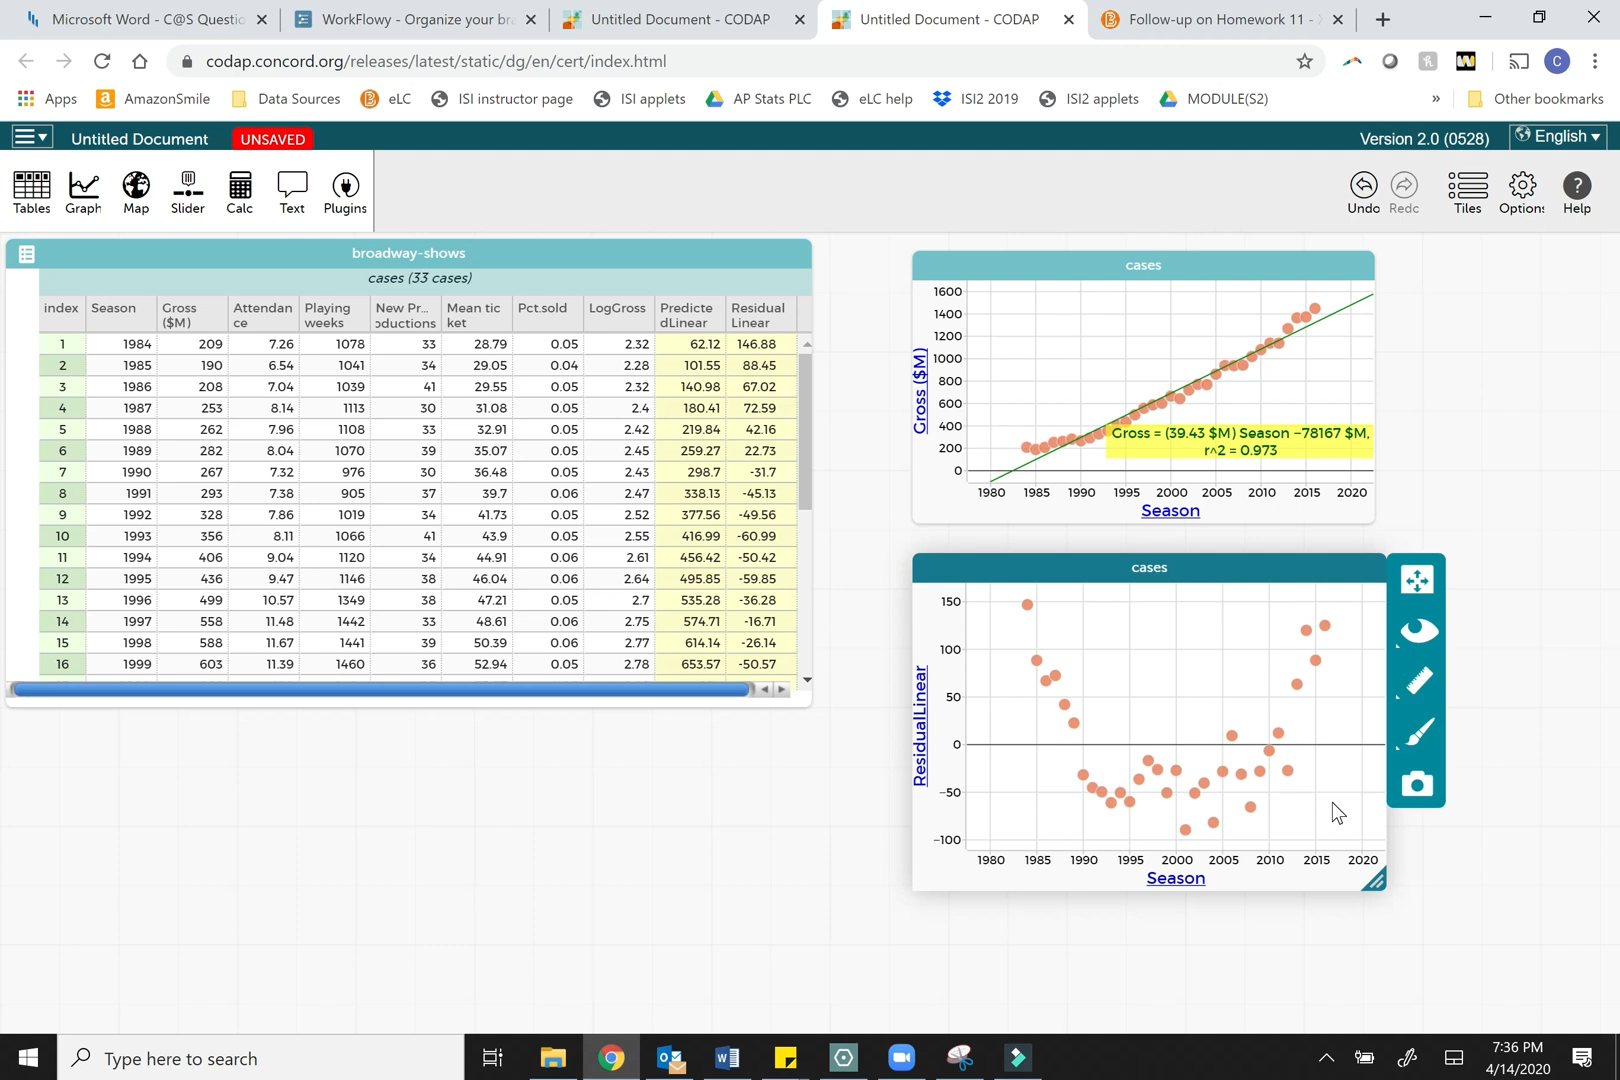 Microsoft Word - C@S Questio
WorkFlowy - Organize your br
Untitled Document - CODAP
Untitled Document - CODAP
Follow-up on Homework 11 -
codap.concord.org/releases/latest/static/dg/en/cert/index.html
Apps AmazonSmile Data Sources eLC ISI instructor page ISI applets AP Stats PLC eLC help ISI2 2019 ISI2 applets MODULE(S2) » Other bookmarks
Untitled Document UNSAVED Version 2.0 (0528) English
Tables Graph Map Slider Calc Text Plugins Undo Redo Tiles Options Help
broadway-shows
cases (33 cases)
index Season Gross ($M) Attendan ce Playing weeks New Pr... oductions Mean tic ket Pct.sold LogGross Predicte dLinear Residual Linear
1 1984 209 7.26 1078 33 28.79 0.05 2.32 62.12 146.88
2 1985 190 6.54 1041 34 29.05 0.04 2.28 101.55 88.45
3 1986 208 7.04 1039 41 29.55 0.05 2.32 140.98 67.02
4 1987 253 8.14 1113 30 31.08 0.05 2.4 180.41 72.59
5 1988 262 7.96 1108 33 32.91 0.05 2.42 219.84 42.16
6 1989 282 8.04 1070 39 35.07 0.05 2.45 259.27 22.73
7 1990 267 7.32 976 30 36.48 0.05 2.43 298.7 -31.7
8 1991 293 7.38 905 37 39.7 0.06 2.47 338.13 -45.13
9 1992 328 7.86 1019 34 41.73 0.05 2.52 377.56 -49.56
10 1993 356 8.11 1066 41 43.9 0.05 2.55 416.99 -60.99
11 1994 406 9.04 1120 34 44.91 0.06 2.61 456.42 -50.42
12 1995 436 9.47 1146 38 46.04 0.06 2.64 495.85 -59.85
13 1996 499 10.57 1349 38 47.21 0.05 2.7 535.28 -36.28
14 1997 558 11.48 1442 33 48.61 0.06 2.75 574.71 -16.71
15 1998 588 11.67 1441 39 50.39 0.06 2.77 614.14 -26.14
16 1999 603 11.39 1460 36 52.94 0.05 2.78 653.57 -50.57
cases
1600
1400
1200
1000
800
600
400
200
0
Gross ($M)
Gross = (39.43 $M) Season −78167 $M,
r^2 = 0.973
1980 1985 1990 1995 2000 2005 2010 2015 2020
Season
cases
150
100
50
0
−50
−100
ResidualLinear
1980 1985 1990 1995 2000 2005 2010 2015 2020
Season
Type here to search
7:36 PM
4/14/2020